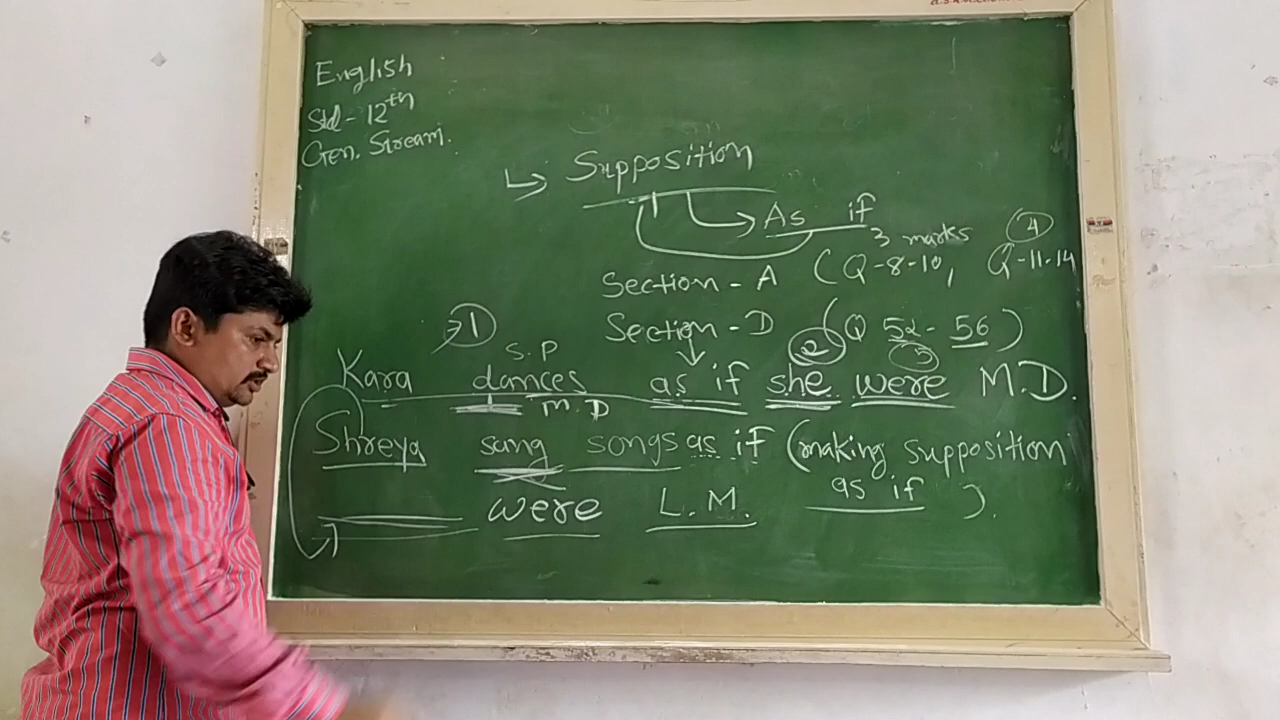 English
Std - 12th
Gen. Stream.
↳ Supposition
→ As if
3 marks ④
Section - A (Q-8-10, Q-11-14
Section - D (Q 52 - 56)
→① ② ③
S.P
Kara dances as if she were M.D.
M.D
Shreya sang songs as if (making supposition
as if).
were L.M.